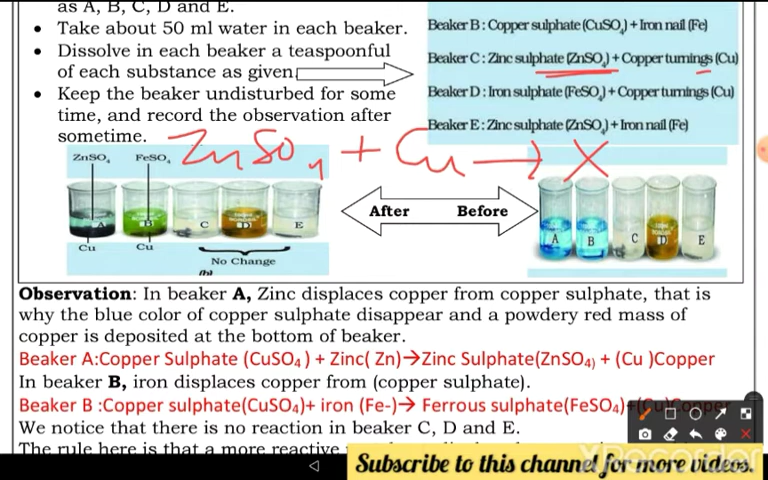 as A, B, C, D and E.
• Take about 50 ml water in each beaker.
• Dissolve in each beaker a teaspoonful
of each substance as given
• Keep the beaker undisturbed for some
time, and record the observation after
sometime.
Beaker B : Copper sulphate (CuSO₄) + Iron nail (Fe)
Beaker C : Zinc sulphate (ZnSO₄) + Copper turnings (Cu)
Beaker D : Iron sulphate (FeSO₄) + Copper turnings (Cu)
Beaker E : Zinc sulphate (ZnSO₄) + Iron nail (Fe)
ZnSO₄ + Cu → X
ZnSO₄ FeSO₄
A B C D E
Cu Cu
No Change
(b)
After Before
A B C D E
Observation: In beaker A, Zinc displaces copper from copper sulphate, that is
why the blue color of copper sulphate disappear and a powdery red mass of
copper is deposited at the bottom of beaker.
Beaker A:Copper Sulphate (CuSO₄ ) + Zinc( Zn)→Zinc Sulphate(ZnSO₄) + (Cu )Copper
In beaker B, iron displaces copper from (copper sulphate).
Beaker B :Copper sulphate(CuSO₄)+ iron (Fe-)→ Ferrous sulphate(FeSO₄)+(Cu)Copper
We notice that there is no reaction in beaker C, D and E.
The rule here is that a more reactive
Subscribe to this channel for more videos.